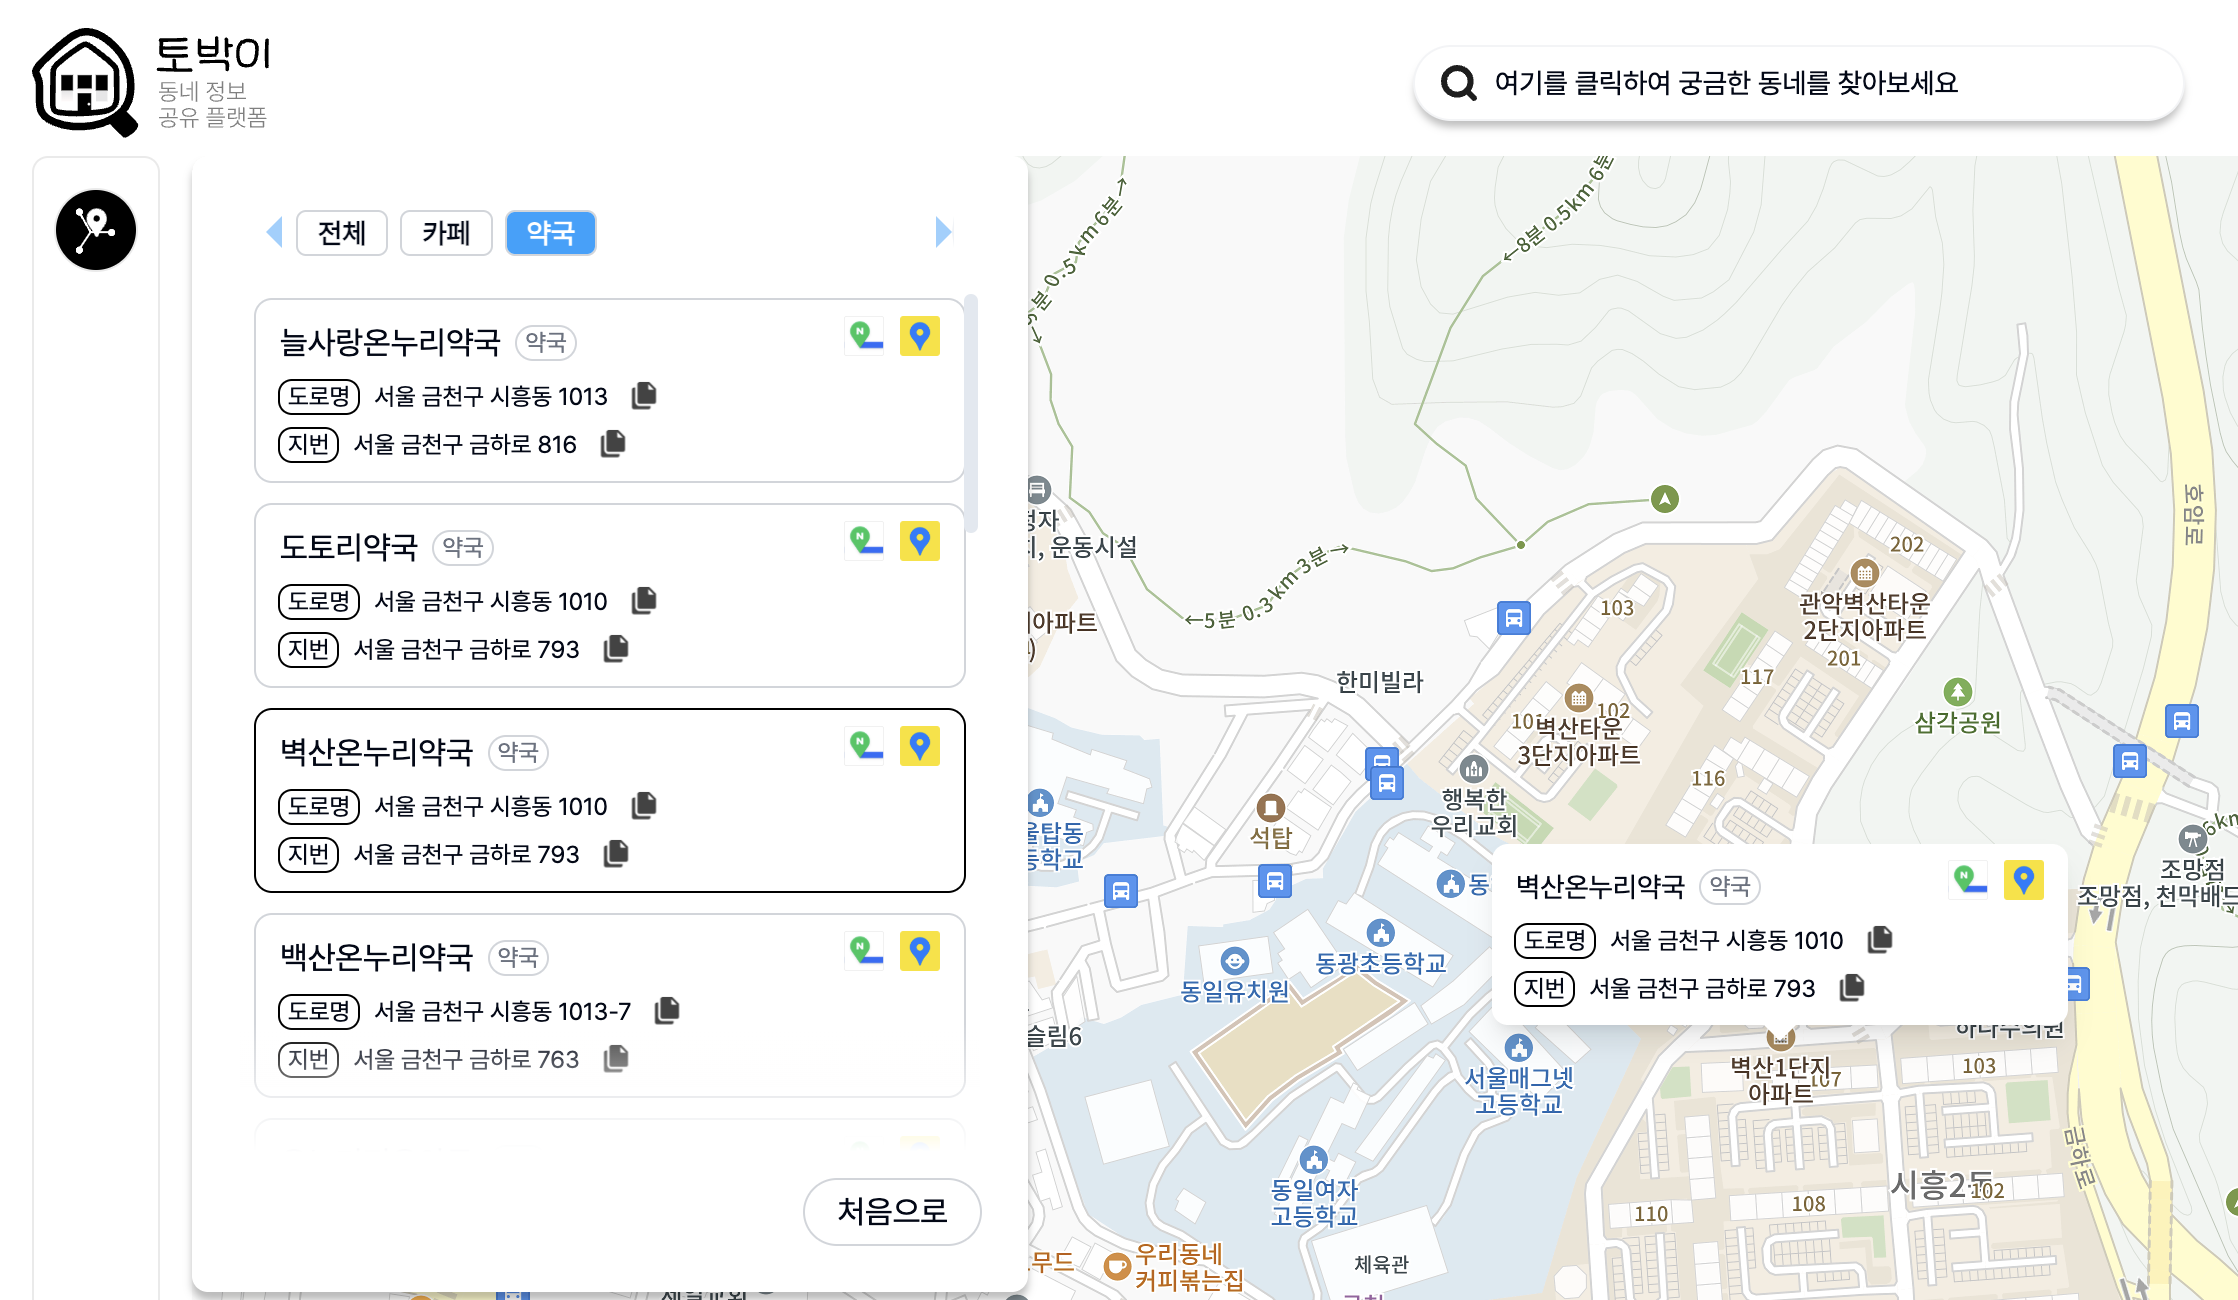 토박이
동네 정보
공유 플랫폼
여기를 클릭하여 궁금한 동네를 찾아보세요
전체
카페
약국
늘사랑온누리약국 약국
도로명 서울 금천구 시흥동 1013
지번 서울 금천구 금하로 816
도토리약국 약국
도로명 서울 금천구 시흥동 1010
지번 서울 금천구 금하로 793
벽산온누리약국 약국
도로명 서울 금천구 시흥동 1010
지번 서울 금천구 금하로 793
백산온누리약국 약국
도로명 서울 금천구 시흥동 1013-7
지번 서울 금천구 금하로 763
처음으로
0.5km 6분
8분 0.5km 6분
5분 0.3km 3분
호암로
운동시설
아파트
한미빌라
202
관악벽산타운
2단지아파트
201
103
117
102
벽산타운
3단지아파트
116
삼각공원
행복한
우리교회
석탑
조망점
조망점, 천막배드
벽산온누리약국 약국
도로명 서울 금천구 시흥동 1010
지번 서울 금천구 금하로 793
동광초등학교
동일유치원
슬림6
서울매그넷
고등학교
벽산1단지
아파트
107
103
동일여자
고등학교
시흥2동
102
108
110
금하로
체육관
무드
우리동네
커피볶는집